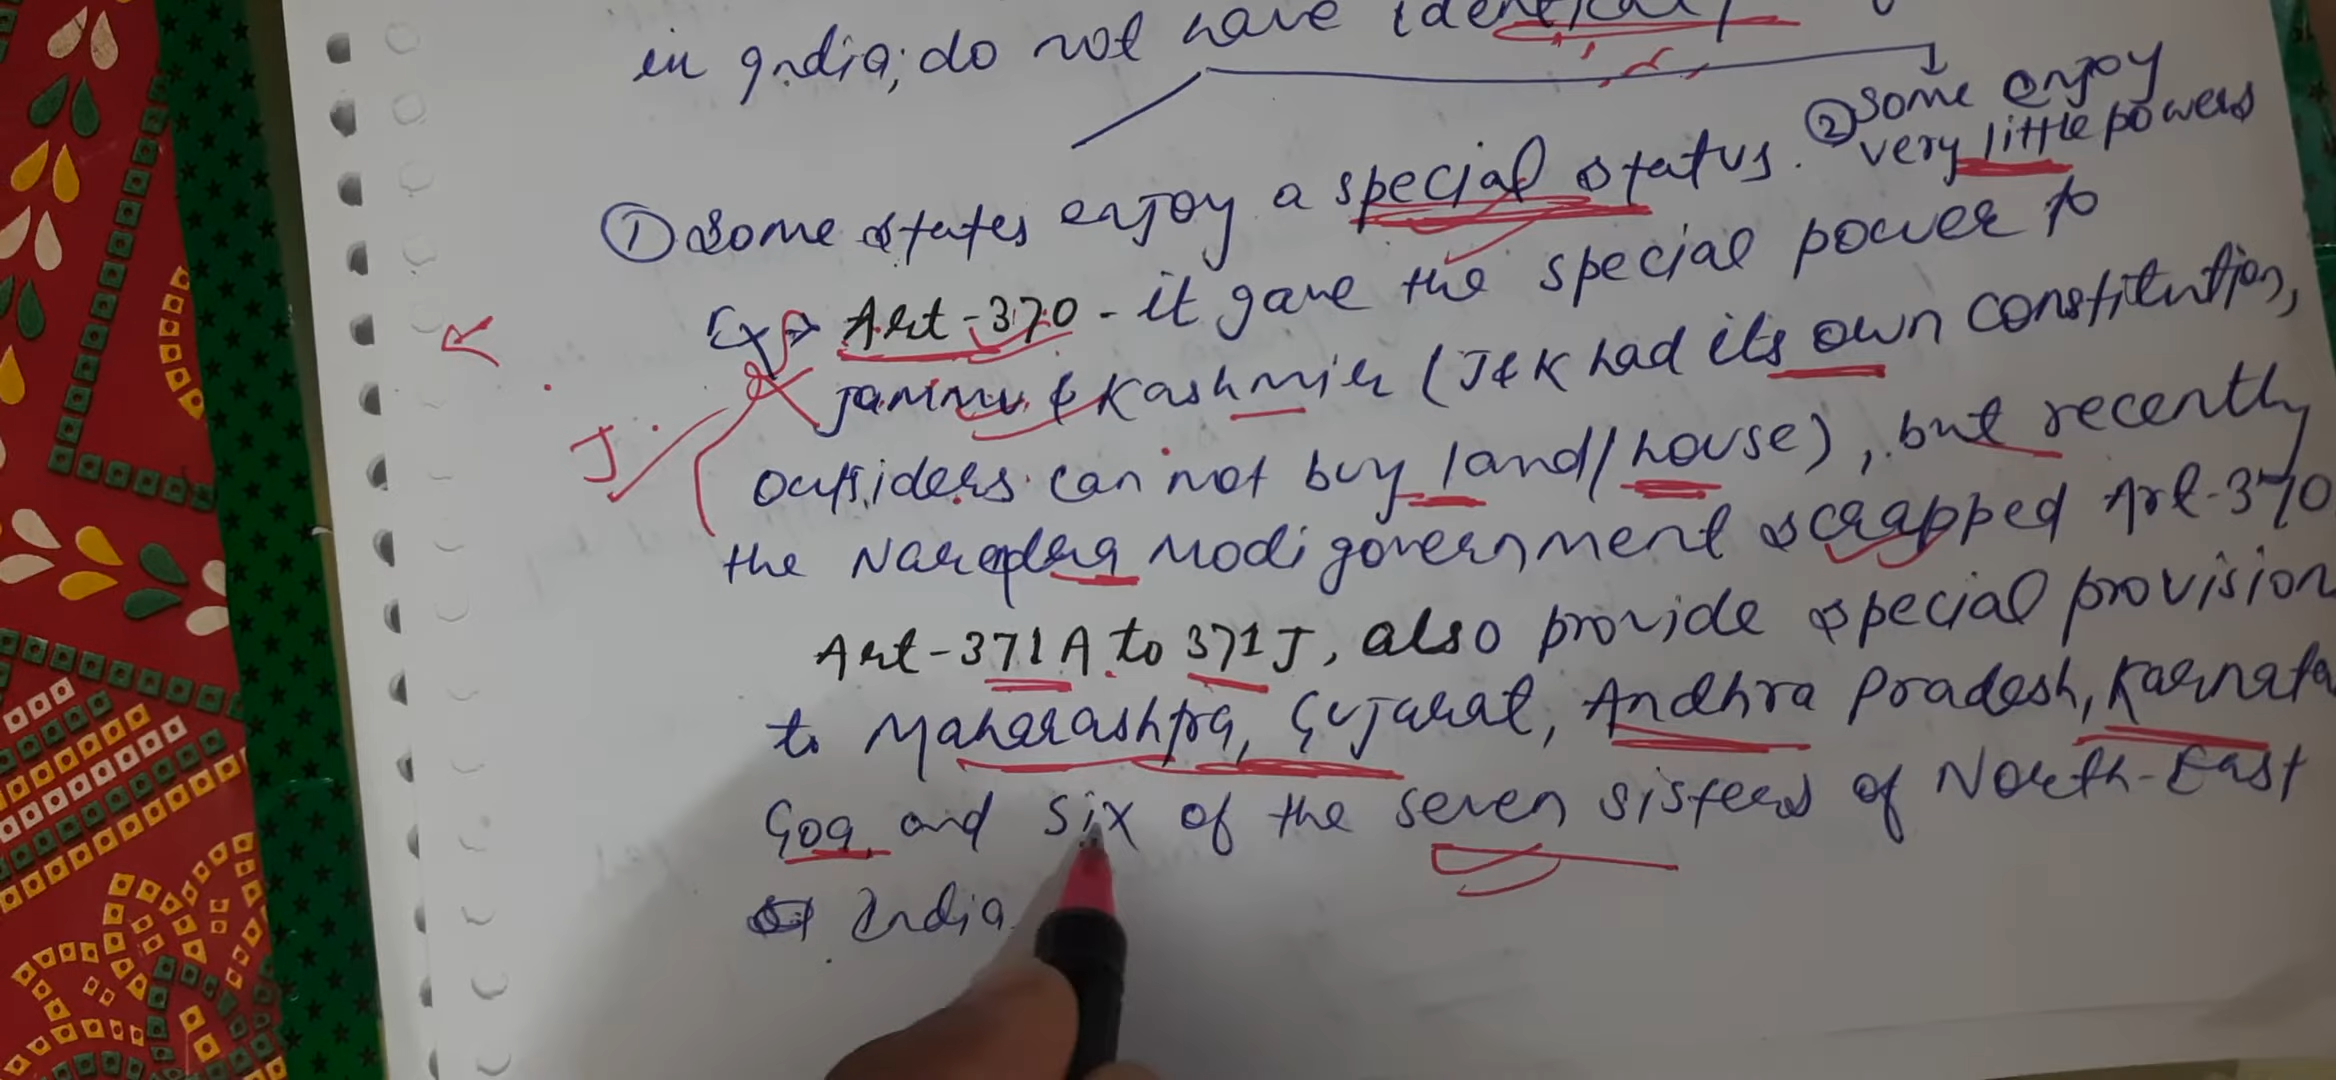 in India, do not have identical
① Some states enjoy a special status. ② Some enjoy
very little powers
Exp → Art-370 - it gave the special power to
Jammu & Kashmir (J&K had its own constitution,
outsiders can not buy land/house), but recently
the Narendra Modi government scrapped Art-370
Art-371A to 371J, also provide special provision
to Maharashtra, Gujarat, Andhra Pradesh, Karnata
Goa and six of the seven sisters of North-East
India.
J